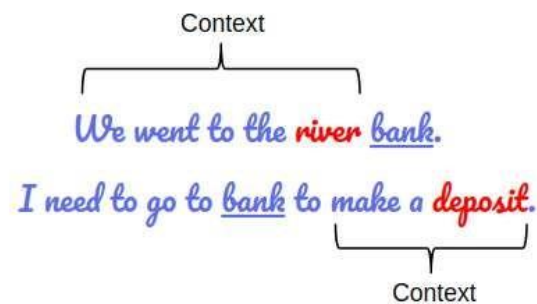 Context
We went to the river bank.
I need to go to bank to make a deposit.
Context